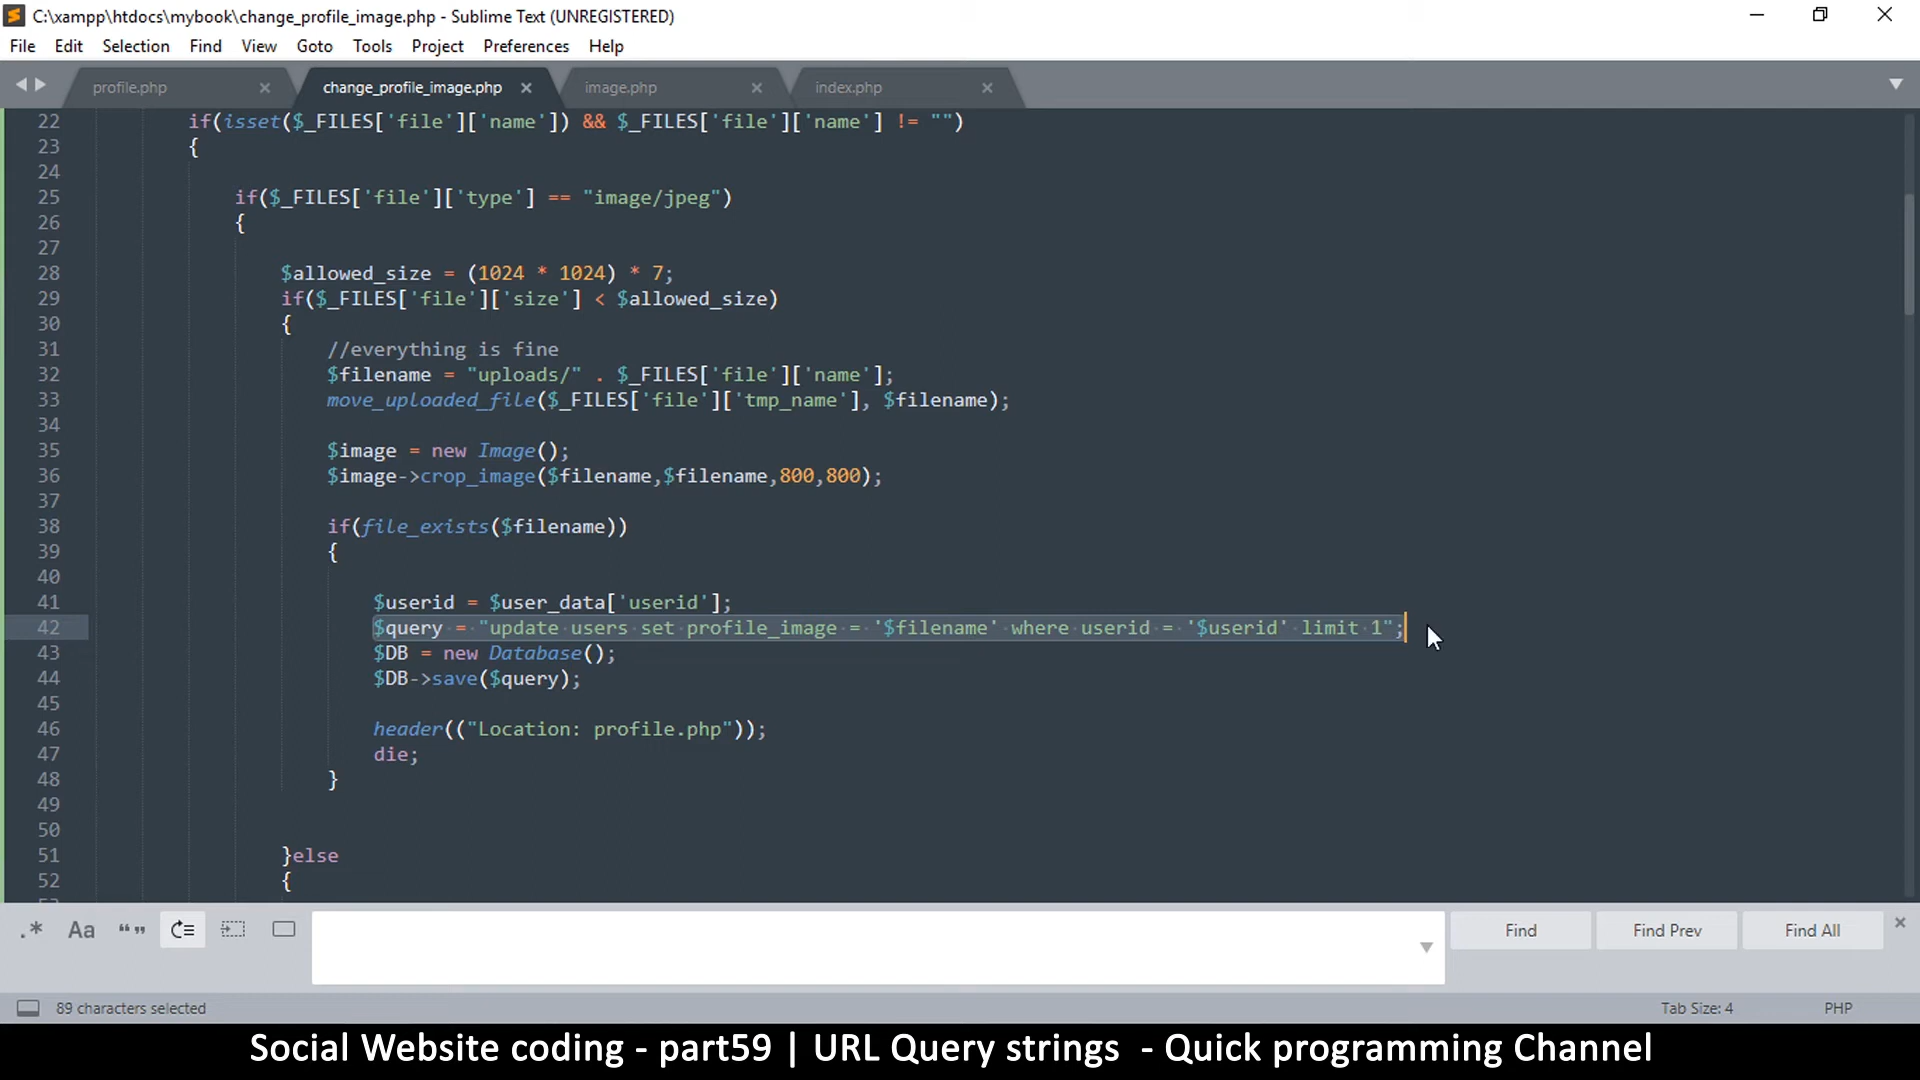 C:\xampp\htdocs\mybook\change_profile_image.php - Sublime Text (UNREGISTERED)
File Edit Selection Find View Goto Tools Project Preferences Help
profile.php change_profile_image.php image.php index.php
22 if(isset($_FILES['file']['name']) && $_FILES['file']['name'] != "")
23 {
24
25 if($_FILES['file']['type'] == "image/jpeg")
26 {
27
28 $allowed_size = (1024 * 1024) * 7;
29 if($_FILES['file']['size'] < $allowed_size)
30 {
31 //everything is fine
32 $filename = "uploads/" . $_FILES['file']['name'];
33 move_uploaded_file($_FILES['file']['tmp_name'], $filename);
34
35 $image = new Image();
36 $image->crop_image($filename,$filename,800,800);
37
38 if(file_exists($filename))
39 {
40
41 $userid = $user_data['userid'];
42 $query = "update users set profile_image = '$filename' where userid = '$userid' limit 1";
43 $DB = new Database();
44 $DB->save($query);
45
46 header(("Location: profile.php"));
47 die;
48 }
49
50
51 }else
52 {
.* Aa “” Find Find Prev Find All
89 characters selected Tab Size: 4 PHP
Social Website coding - part59 | URL Query strings - Quick programming Channel